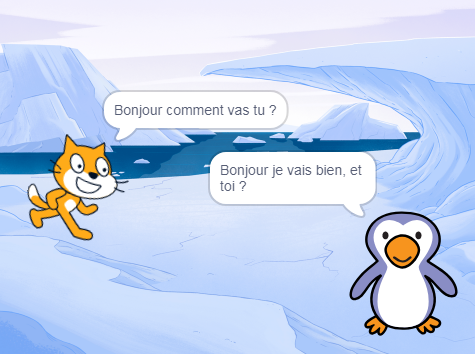 Bonjour comment vas tu ?
Bonjour je vais bien, et
toi ?